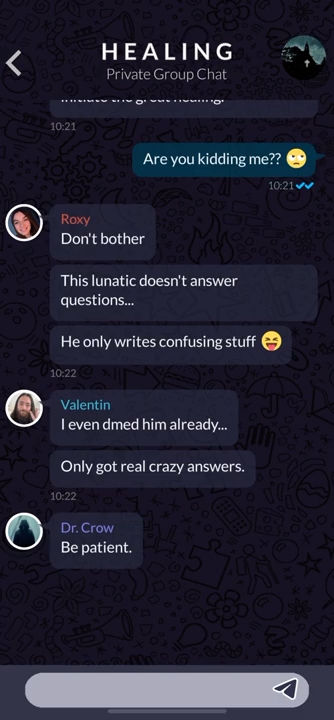 HEALING
Private Group Chat
initiate the great healing.
10:21
Are you kidding me?? 🙄
10:21
Roxy
Don't bother
This lunatic doesn't answer
questions...
He only writes confusing stuff 😝
10:22
Valentin
I even dmed him already...
Only got real crazy answers.
10:22
Dr. Crow
Be patient.